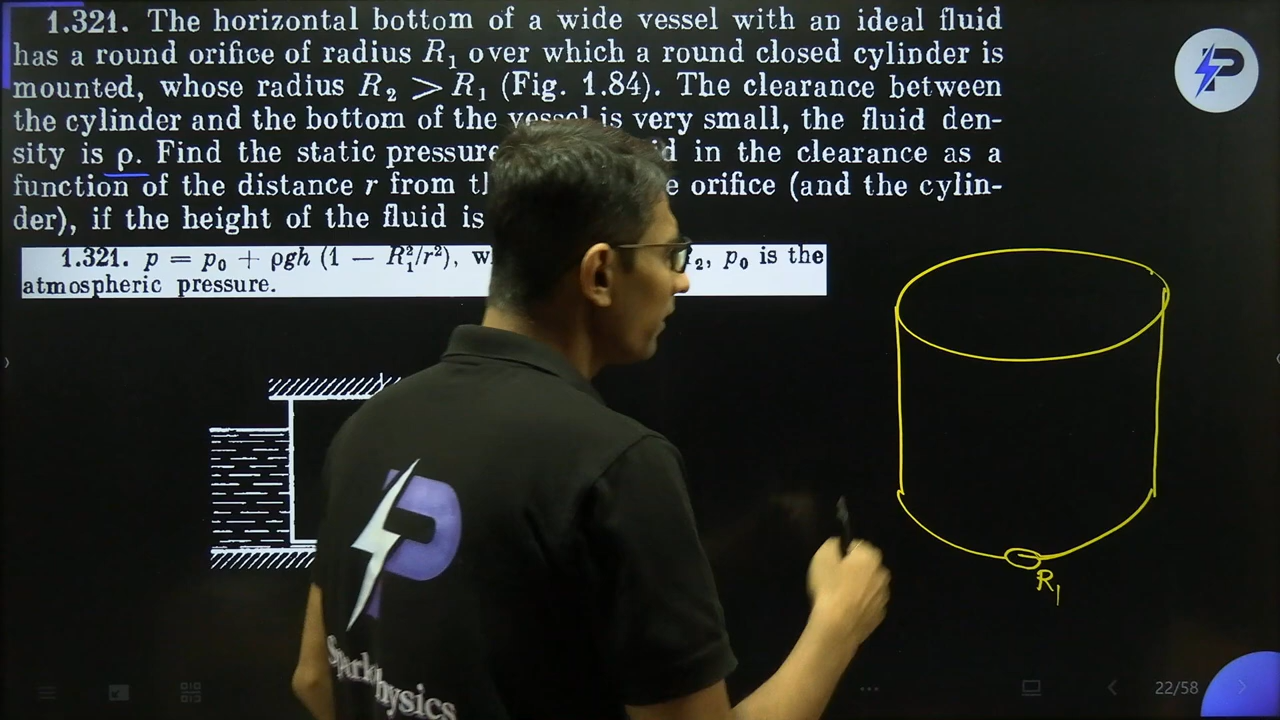 1.321. The horizontal bottom of a wide vessel with an ideal fluid
has a round orifice of radius R₁ over which a round closed cylinder is
mounted, whose radius R₂ > R₁ (Fig. 1.84). The clearance between
the cylinder and the bottom of the vessel is very small, the fluid den-
sity is ρ. Find the static pressure in the clearance as a
function of the distance r from orifice (and the cylin-
der), if the height of the fluid is
1.321. p = p₀ + ρgh (1 − R₁²/r²), R₂, p₀ is the
atmospheric pressure.
R₁
Spark Physics
22/58